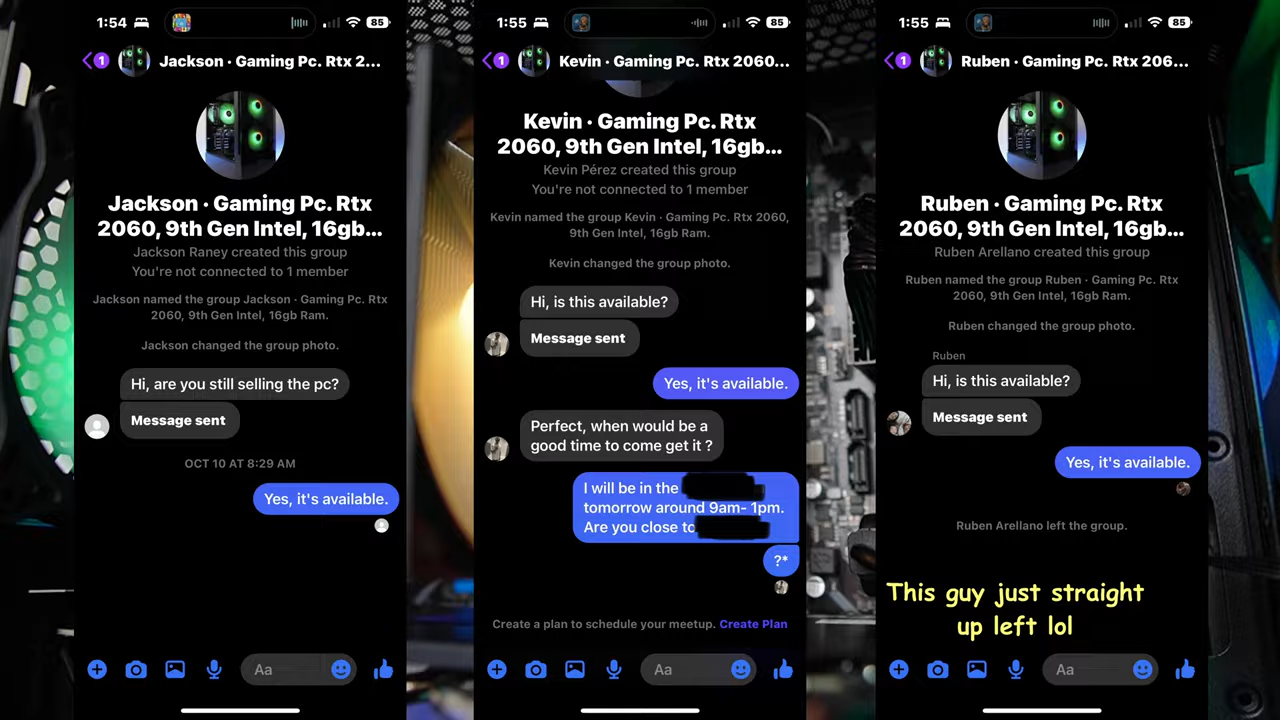 1:54
85
1
Jackson · Gaming Pc. Rtx 2...
Jackson · Gaming Pc. Rtx
2060, 9th Gen Intel, 16gb...
Jackson Raney created this group
You're not connected to 1 member
Jackson named the group Jackson · Gaming Pc. Rtx
2060, 9th Gen Intel, 16gb Ram.
Jackson changed the group photo.
Hi, are you still selling the pc?
Message sent
OCT 10 AT 8:29 AM
Yes, it's available.
Aa
1:55
85
1
Kevin · Gaming Pc. Rtx 2060...
Kevin · Gaming Pc. Rtx
2060, 9th Gen Intel, 16gb...
Kevin Pérez created this group
You're not connected to 1 member
Kevin named the group Kevin · Gaming Pc. Rtx 2060,
9th Gen Intel, 16gb Ram.
Kevin changed the group photo.
Hi, is this available?
Message sent
Yes, it's available.
Perfect, when would be a
good time to come get it ?
I will be in the
tomorrow around 9am- 1pm.
Are you close to
?*
Create a plan to schedule your meetup. Create Plan
Aa
1:55
85
1
Ruben · Gaming Pc. Rtx 206...
Ruben · Gaming Pc. Rtx
2060, 9th Gen Intel, 16gb...
Ruben Arellano created this group
Ruben named the group Ruben · Gaming Pc. Rtx
2060, 9th Gen Intel, 16gb Ram.
Ruben changed the group photo.
Ruben
Hi, is this available?
Message sent
Yes, it's available.
Ruben Arellano left the group.
This guy just straight
up left lol
Aa